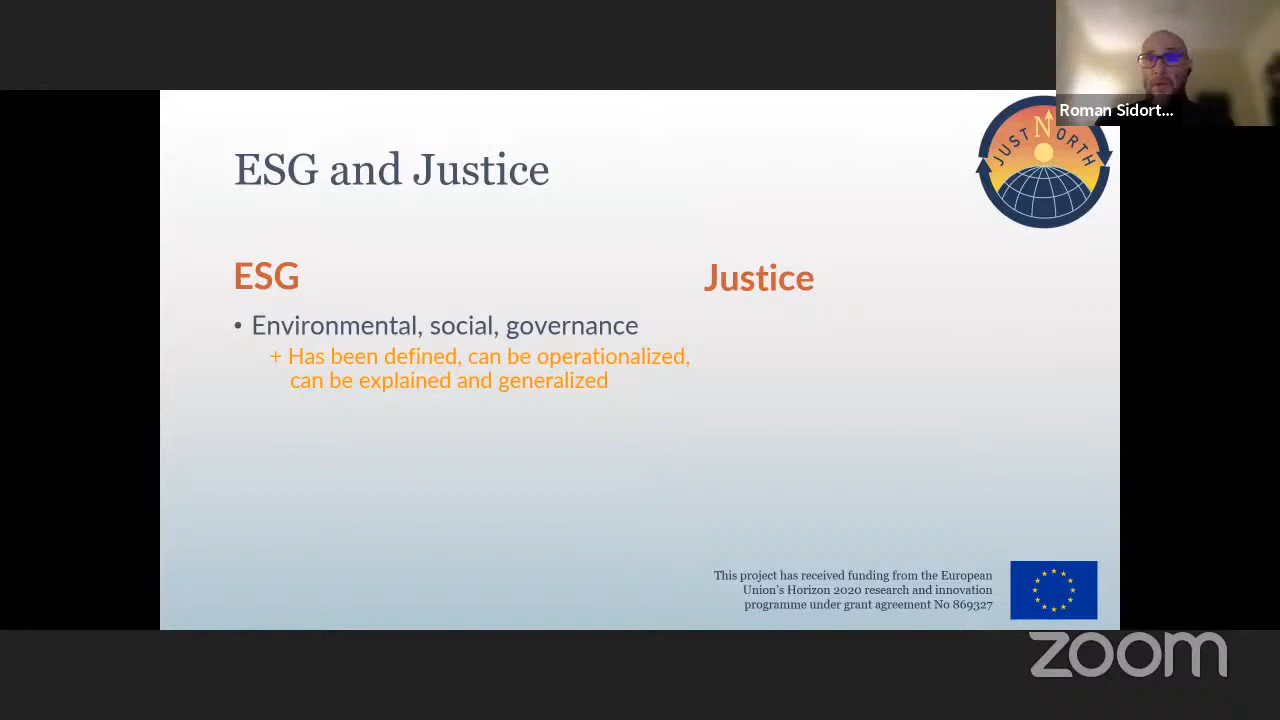 Roman Sidort...
JUST NORTH
ESG and Justice
ESG
• Environmental, social, governance
+ Has been defined, can be operationalized,
can be explained and generalized
Justice
This project has received funding from the European
Union's Horizon 2020 research and innovation
programme under grant agreement No 869327
zoom